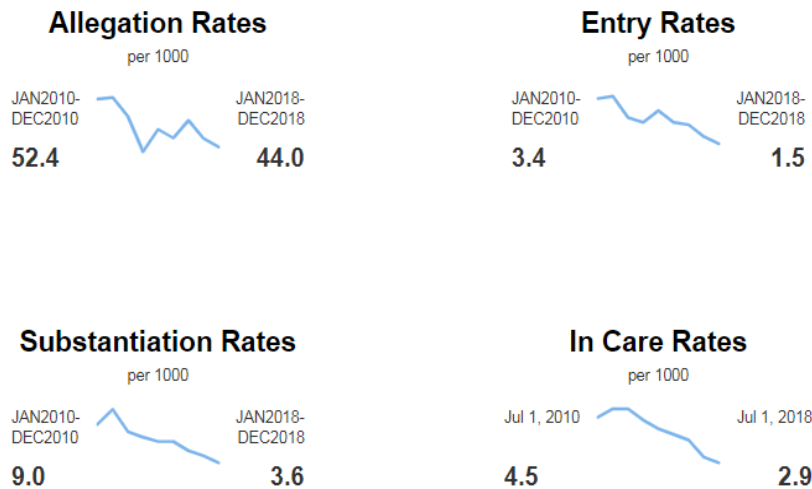 Allegation Rates
per 1000
JAN2010-
DEC2010
52.4
JAN2018-
DEC2018
44.0
Entry Rates
per 1000
JAN2010-
DEC2010
3.4
JAN2018-
DEC2018
1.5
Substantiation Rates
per 1000
JAN2010-
DEC2010
9.0
JAN2018-
DEC2018
3.6
In Care Rates
per 1000
Jul 1, 2010
4.5
Jul 1, 2018
2.9